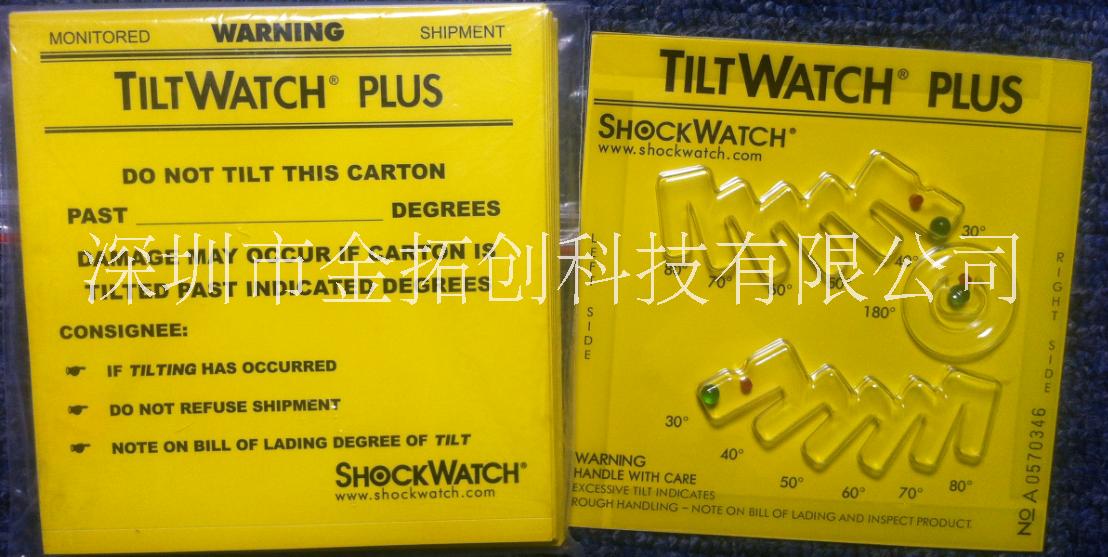 MONITORED WARNING SHIPMENT
TILTWATCH® PLUS
DO NOT TILT THIS CARTON
PAST ____________________ DEGREES
DAMAGE MAY OCCUR IF CARTON IS
TILTED PAST INDICATED DEGREES
CONSIGNEE:
☛ IF TILTING HAS OCCURRED
☛ DO NOT REFUSE SHIPMENT
☛ NOTE ON BILL OF LADING DEGREE OF TILT
SHOCKWATCH®
www.shockwatch.com
深圳市金拓创科技有限公司
TILTWATCH® PLUS
SHOCKWATCH®
www.shockwatch.com
LEFT SIDE
80° 70° 60° 50° 40° 30°
180°
RIGHT SIDE
30° 40° 50° 60° 70° 80°
WARNING
HANDLE WITH CARE
EXCESSIVE TILT INDICATES
ROUGH HANDLING – NOTE ON BILL OF LADING AND INSPECT PRODUCT.
No A 0570346